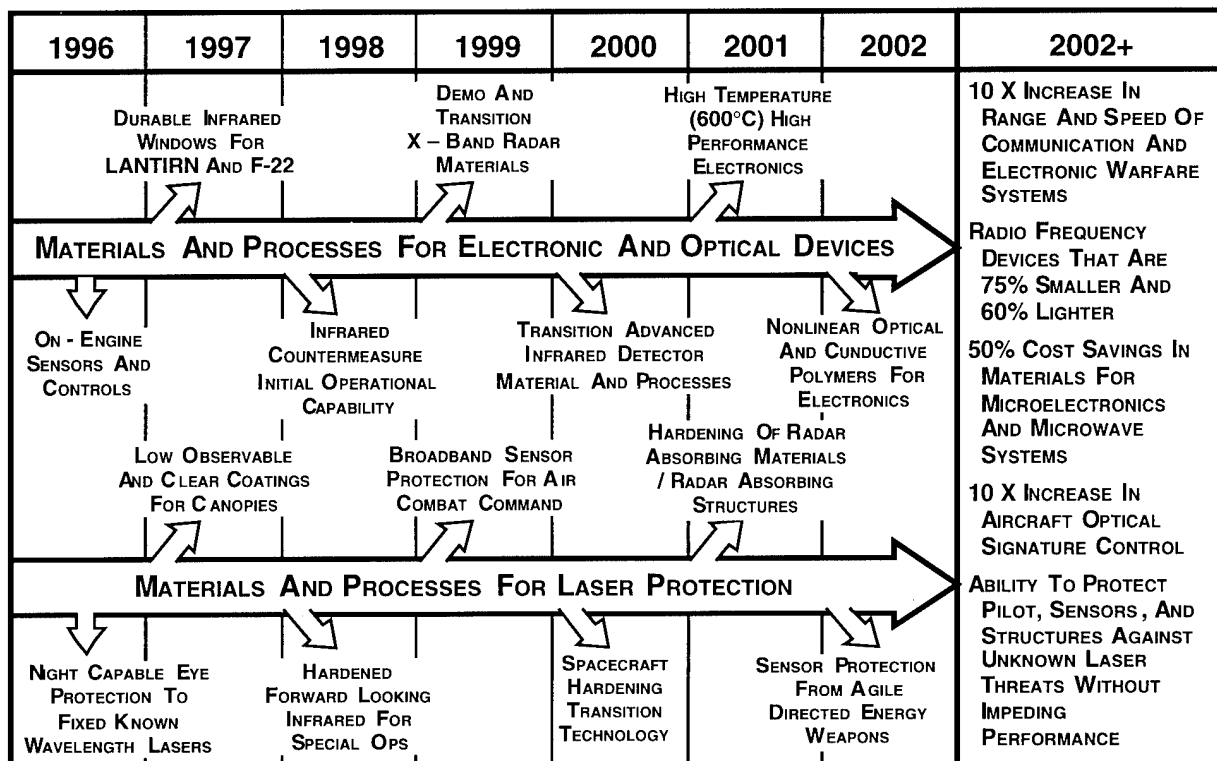 1996 1997 1998 1999 2000 2001 2002 2002+
DURABLE INFRARED
WINDOWS FOR
LANTIRN AND F-22
DEMO AND
TRANSITION
X – BAND RADAR
MATERIALS
HIGH TEMPERATURE
(600°C) HIGH
PERFORMANCE
ELECTRONICS
MATERIALS AND PROCESSES FOR ELECTRONIC AND OPTICAL DEVICES
ON - ENGINE
SENSORS AND
CONTROLS
INFRARED
COUNTERMEASURE
INITIAL OPERATIONAL
CAPABILITY
TRANSITION ADVANCED
INFRARED DETECTOR
MATERIAL AND PROCESSES
NONLINEAR OPTICAL
AND CUNDUCTIVE
POLYMERS FOR
ELECTRONICS
LOW OBSERVABLE
AND CLEAR COATINGS
FOR CANOPIES
BROADBAND SENSOR
PROTECTION FOR AIR
COMBAT COMMAND
HARDENING OF RADAR
ABSORBING MATERIALS
/ RADAR ABSORBING
STRUCTURES
MATERIALS AND PROCESSES FOR LASER PROTECTION
NIGHT CAPABLE EYE
PROTECTION TO
FIXED KNOWN
WAVELENGTH LASERS
HARDENED
FORWARD LOOKING
INFRARED FOR
SPECIAL OPS
SPACECRAFT
HARDENING
TRANSITION
TECHNOLOGY
SENSOR PROTECTION
FROM AGILE
DIRECTED ENERGY
WEAPONS
10 X INCREASE IN
RANGE AND SPEED OF
COMMUNICATION AND
ELECTRONIC WARFARE
SYSTEMS
RADIO FREQUENCY
DEVICES THAT ARE
75% SMALLER AND
60% LIGHTER
50% COST SAVINGS IN
MATERIALS FOR
MICROELECTRONICS
AND MICROWAVE
SYSTEMS
10 X INCREASE IN
AIRCRAFT OPTICAL
SIGNATURE CONTROL
ABILITY TO PROTECT
PILOT, SENSORS, AND
STRUCTURES AGAINST
UNKNOWN LASER
THREATS WITHOUT
IMPEDING
PERFORMANCE